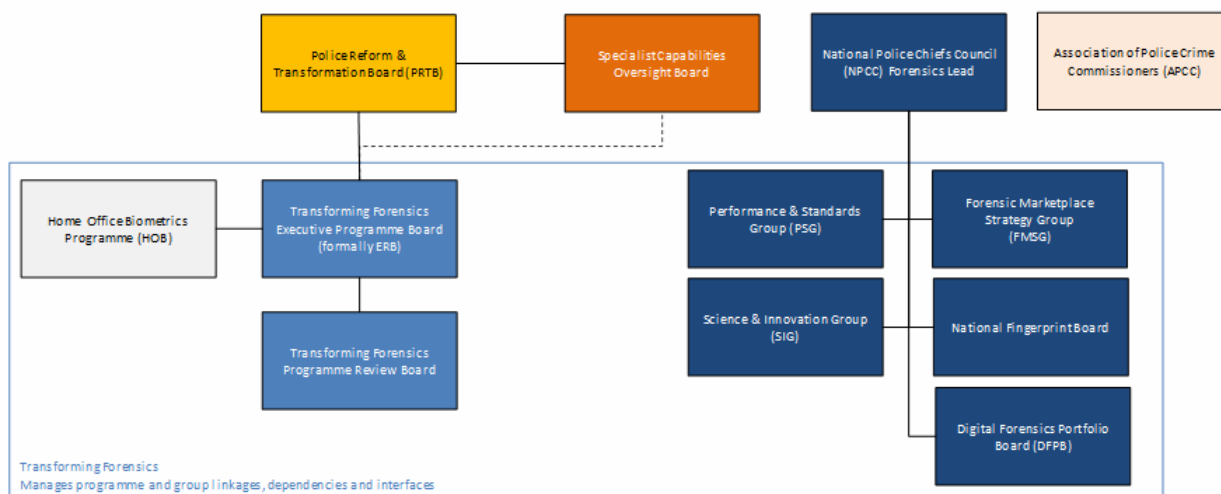 Police Reform &
Transformation Board (PRTB)
Specialist Capabilities
Oversight Board
National Police Chiefs Council
(NPCC) Forensics Lead
Association of Police Crime
Commissioners (APCC)
Home Office Biometrics
Programme (HOB)
Transforming Forensics
Executive Programme Board
(formally ERB)
Performance & Standards
Group (PSG)
Forensic Marketplace
Strategy Group
(FMSG)
Transforming Forensics
Programme Review Board
Science & Innovation Group
(SIG)
National Fingerprint Board
Digital Forensics Portfolio
Board (DFPB)
Transforming Forensics
Manages programme and group linkages, dependencies and interfaces